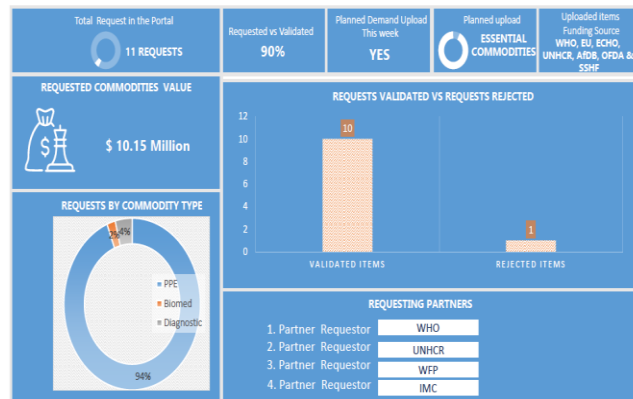 Total Request in the Portal
11 REQUESTS
Requested vs Validated
90%
Planned Demand Upload
This week
YES
Planned upload
ESSENTIAL
COMMODITIES
Uploaded Items
Funding Source
WHO, EU, ECHO,
UNHCR, AfDB, OFDA &
SSHF
REQUESTED COMMODITIES VALUE
$
$ 10.15 Million
REQUESTS VALIDATED VS REQUESTS REJECTED
12
10
8
6
4
2
0
10
1
VALIDATED ITEMS
REJECTED ITEMS
REQUESTS BY COMMODITY TYPE
2%
4%
PPE
Biomed
Diagnostic
94%
REQUESTING PARTNERS
1. Partner Requestor WHO
2. Partner Requestor UNHCR
3. Partner Requestor WFP
4. Partner Requestor IMC